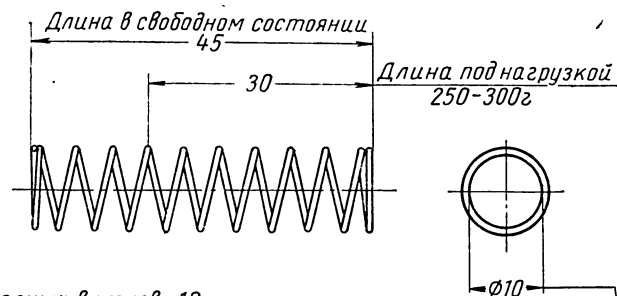 Длина в свободном состоянии
45
30
Длина под нагрузкой
250-300г
Ø10